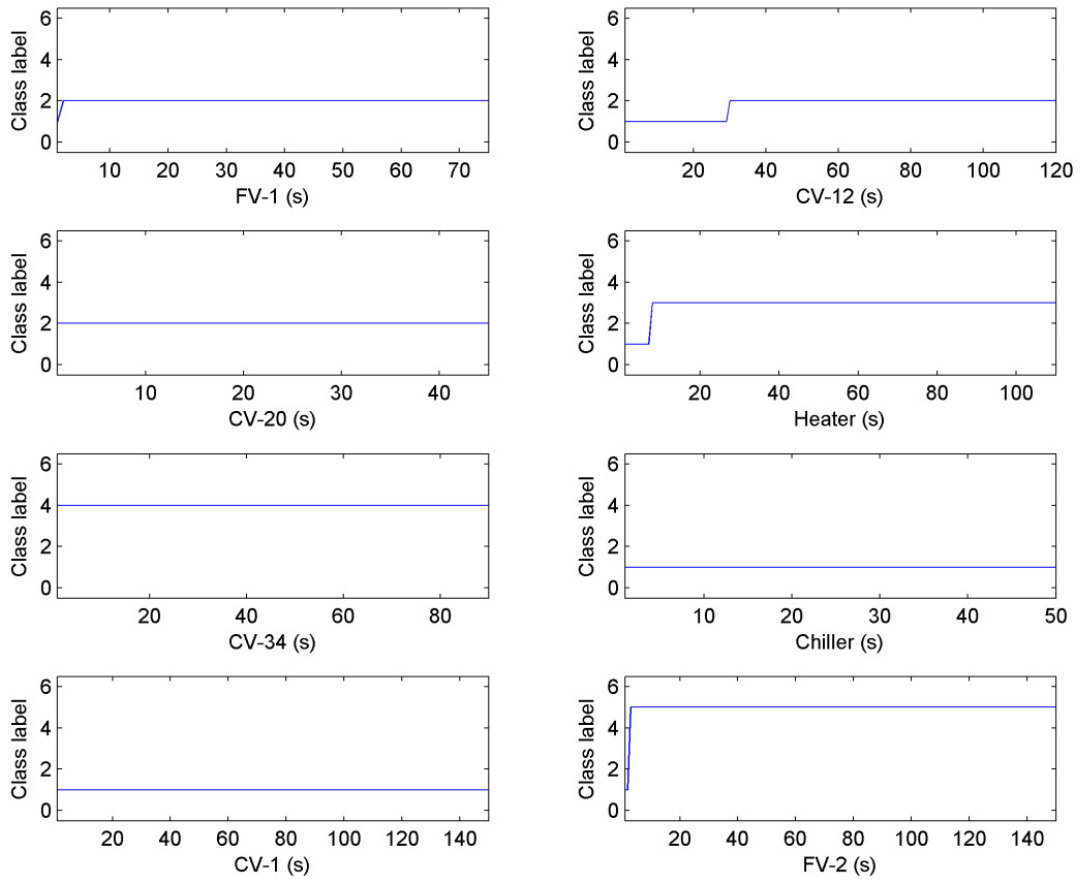 Class label
6
4
2
0
10 20 30 40 50 60 70
FV-1 (s)
Class label
6
4
2
0
20 40 60 80 100 120
CV-12 (s)
Class label
6
4
2
0
10 20 30 40
CV-20 (s)
Class label
6
4
2
0
20 40 60 80 100
Heater (s)
Class label
6
4
2
0
20 40 60 80
CV-34 (s)
Class label
6
4
2
0
10 20 30 40 50
Chiller (s)
Class label
6
4
2
0
20 40 60 80 100 120 140
CV-1 (s)
Class label
6
4
2
0
20 40 60 80 100 120 140
FV-2 (s)